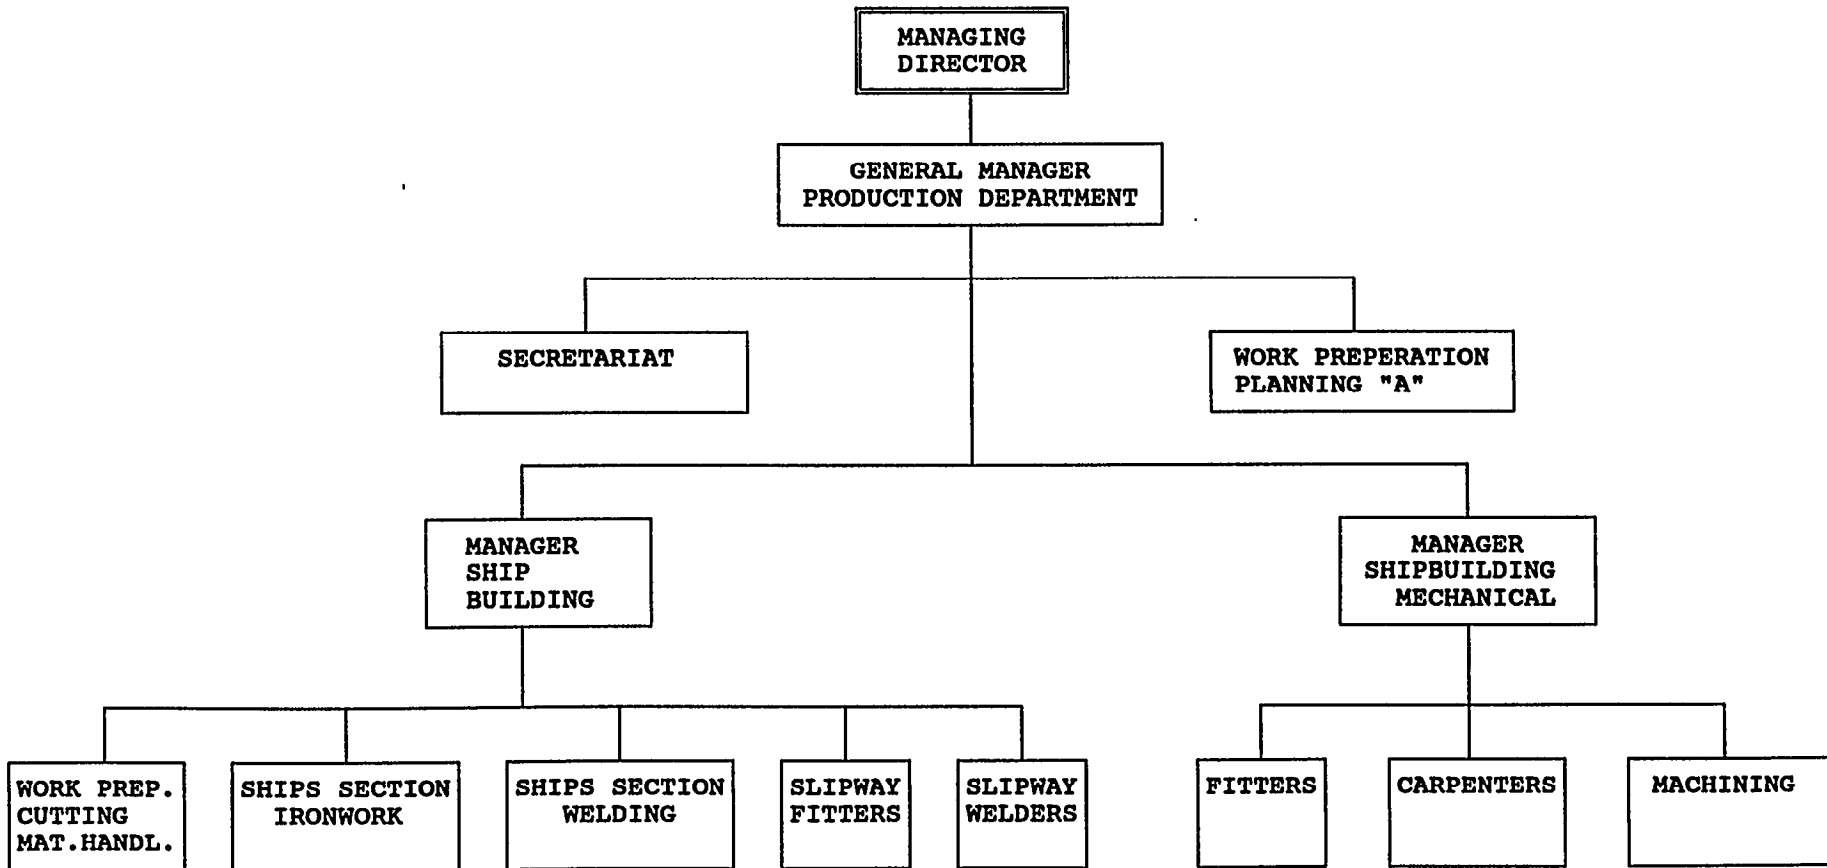 MANAGING
DIRECTOR
GENERAL MANAGER
PRODUCTION DEPARTMENT
SECRETARIAT
WORK PREPERATION
PLANNING "A"
MANAGER
SHIP
BUILDING
MANAGER
SHIPBUILDING
MECHANICAL
WORK PREP.
CUTTING
MAT.HANDL.
SHIPS SECTION
IRONWORK
SHIPS SECTION
WELDING
SLIPWAY
FITTERS
SLIPWAY
WELDERS
FITTERS
CARPENTERS
MACHINING